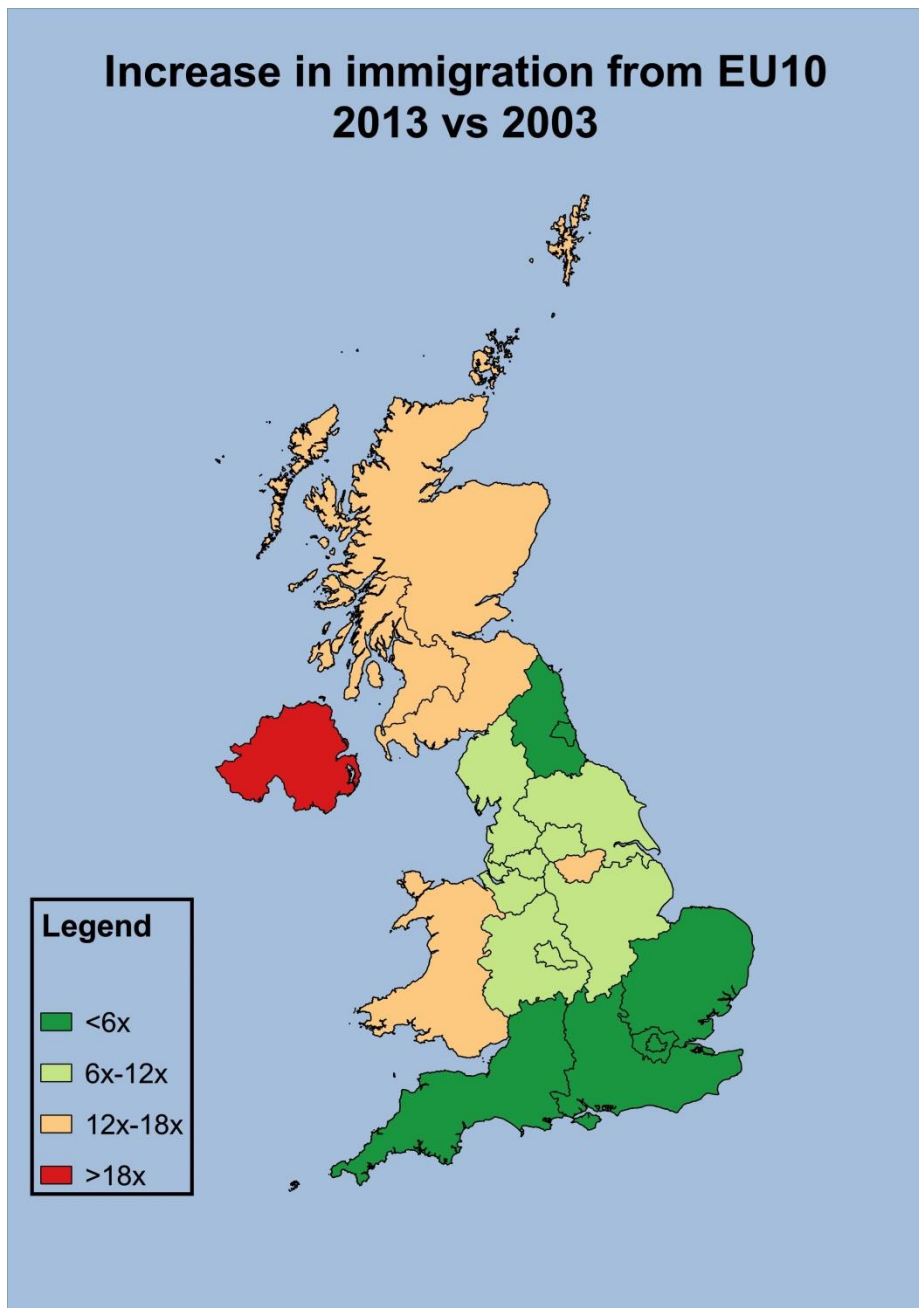 Increase in immigration from EU10
2013 vs 2003
Legend
<6x
6x-12x
12x-18x
>18x